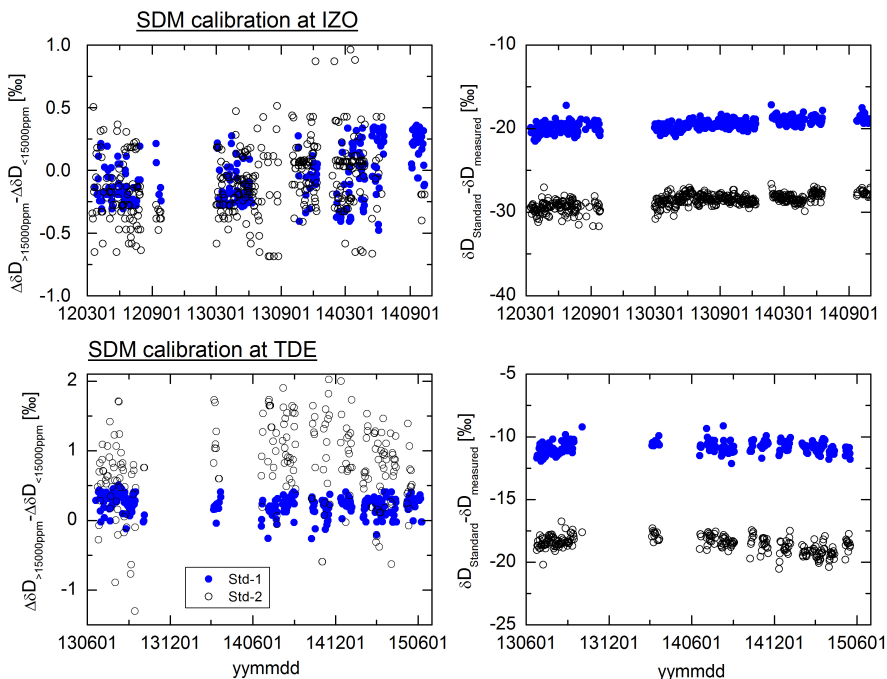 SDM calibration at IZO
ΔδD>15000ppm-ΔδD<15000ppm [‰]
1.0
0.5
0.0
-0.5
-1.0
120301 120901 130301 130901 140301 140901
δDStandard-δDmeasured [‰]
-10
-20
-30
-40
120301 120901 130301 130901 140301 140901
SDM calibration at TDE
ΔδD>15000ppm-ΔδD<15000ppm [‰]
2
1
0
-1
Std-1
Std-2
130601 131201 140601 141201 150601
yymmdd
δDStandard-δDmeasured [‰]
-5
-10
-15
-20
-25
130601 131201 140601 141201 150601
yymmdd